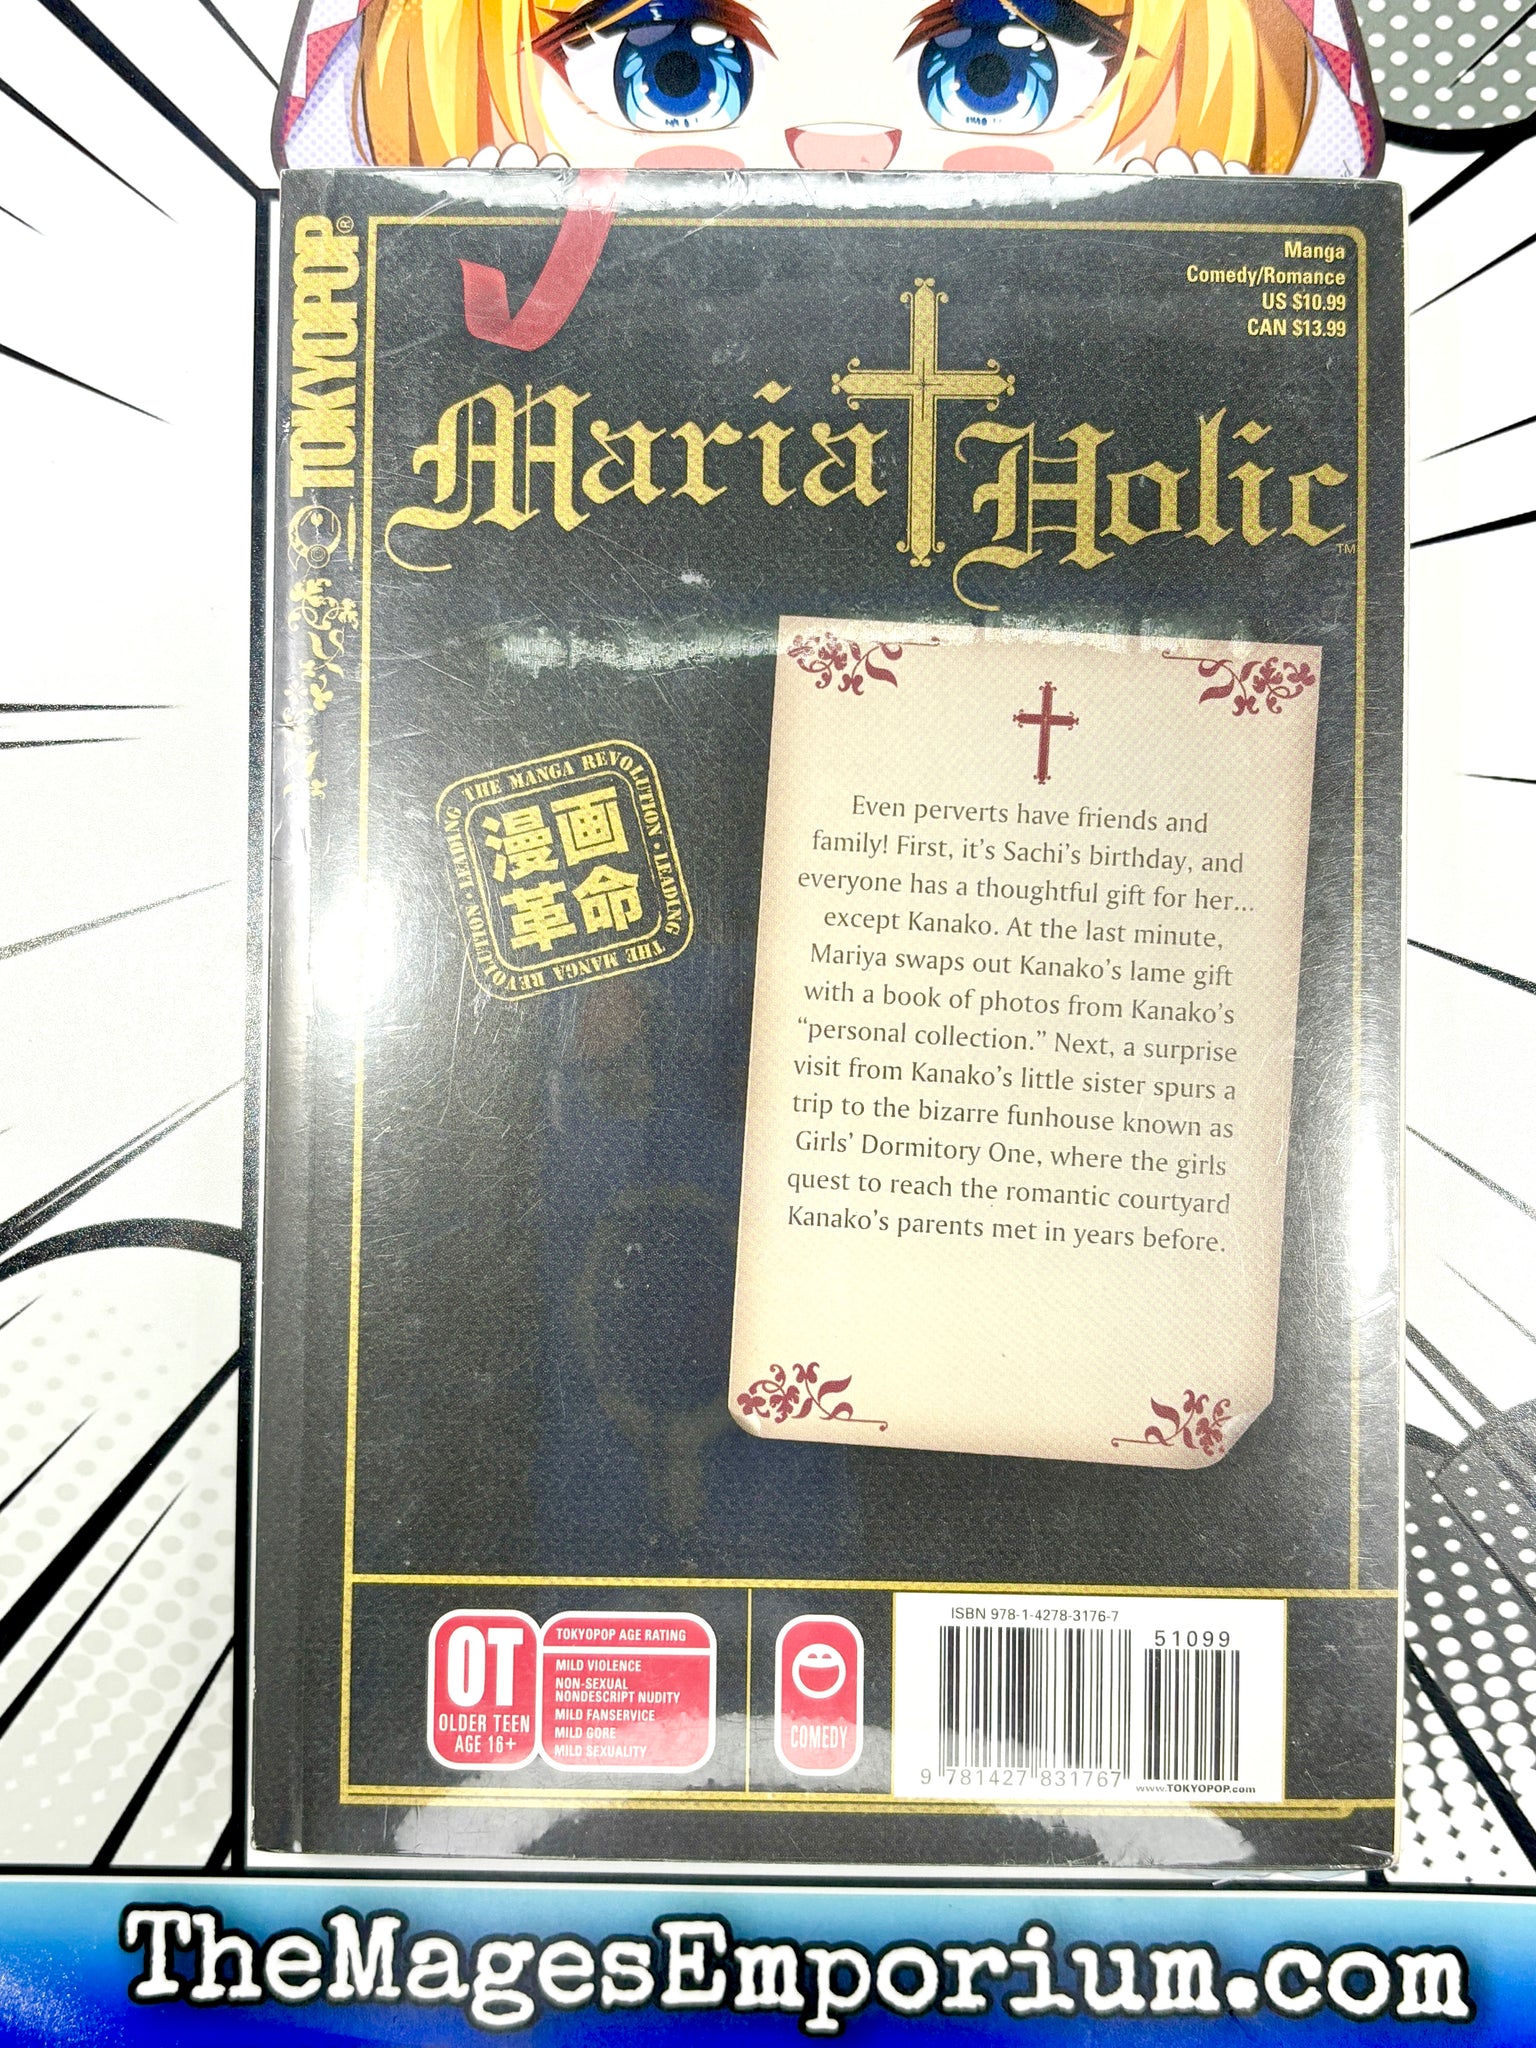 TOKYOPOP®
Manga
Comedy/Romance
US $10.99
CAN $13.99
Maria Holic™
LEADING THE MANGA REVOLUTION • LEADING THE MANGA REVOLUTION •
漫画
革命
Even perverts have friends and
family! First, it's Sachi's birthday, and
everyone has a thoughtful gift for her...
except Kanako. At the last minute,
Mariya swaps out Kanako's lame gift
with a book of photos from Kanako's
“personal collection.” Next, a surprise
visit from Kanako's little sister spurs a
trip to the bizarre funhouse known as
Girls' Dormitory One, where the girls
quest to reach the romantic courtyard
Kanako's parents met in years before.
OT
OLDER TEEN
AGE 16+
TOKYOPOP AGE RATING
MILD VIOLENCE
NON-SEXUAL
NONDESCRIPT NUDITY
MILD FANSERVICE
MILD GORE
MILD SEXUALITY
COMEDY
ISBN 978-1-4278-3176-7
51099
9 781427 831767
www.TOKYOPOP.com
TheMagesEmporium.com